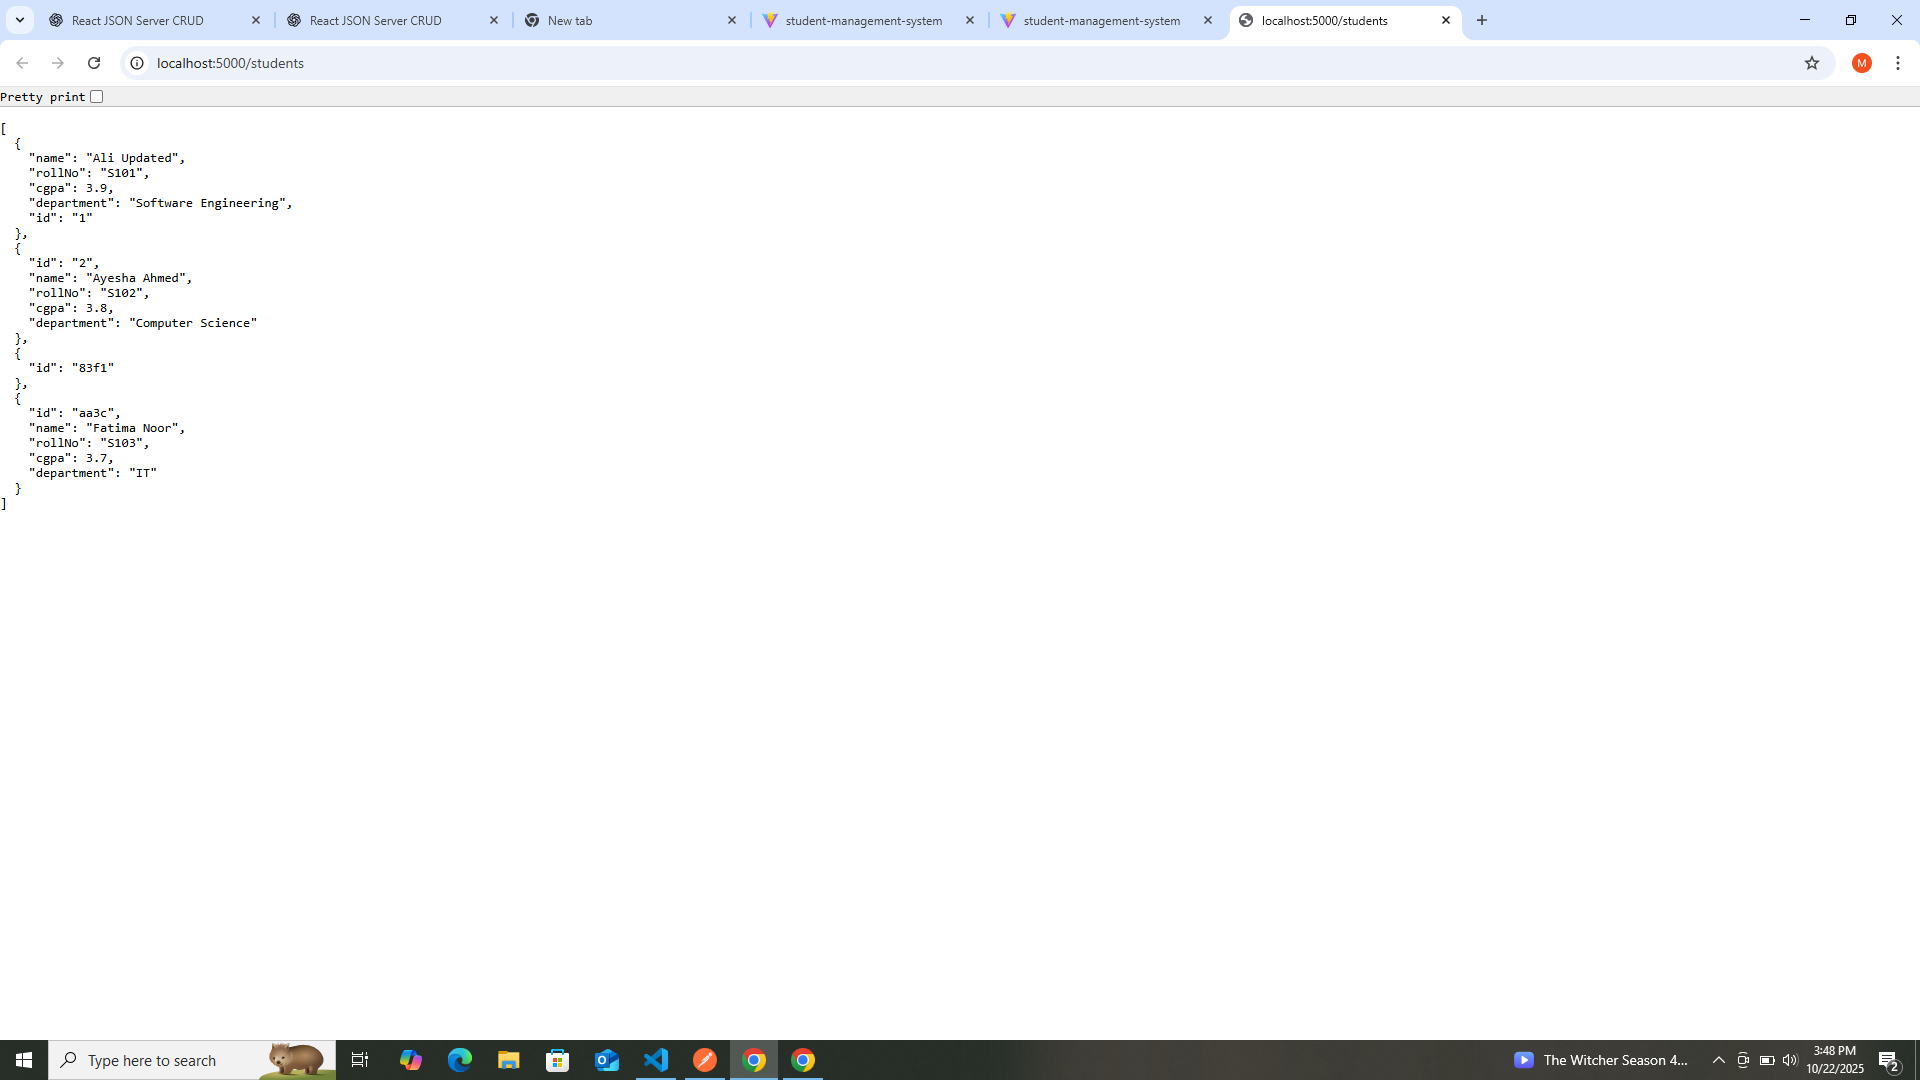 React JSON Server CRUD
React JSON Server CRUD
New tab
student-management-system
student-management-system
localhost:5000/students
localhost:5000/students
M
Pretty print
[
  {
    "name": "Ali Updated",
    "rollNo": "S101",
    "cgpa": 3.9,
    "department": "Software Engineering",
    "id": "1"
  },
  {
    "id": "2",
    "name": "Ayesha Ahmed",
    "rollNo": "S102",
    "cgpa": 3.8,
    "department": "Computer Science"
  },
  {
    "id": "83f1"
  },
  {
    "id": "aa3c",
    "name": "Fatima Noor",
    "rollNo": "S103",
    "cgpa": 3.7,
    "department": "IT"
  }
]
Type here to search
The Witcher Season 4...
3:48 PM
10/22/2025
2